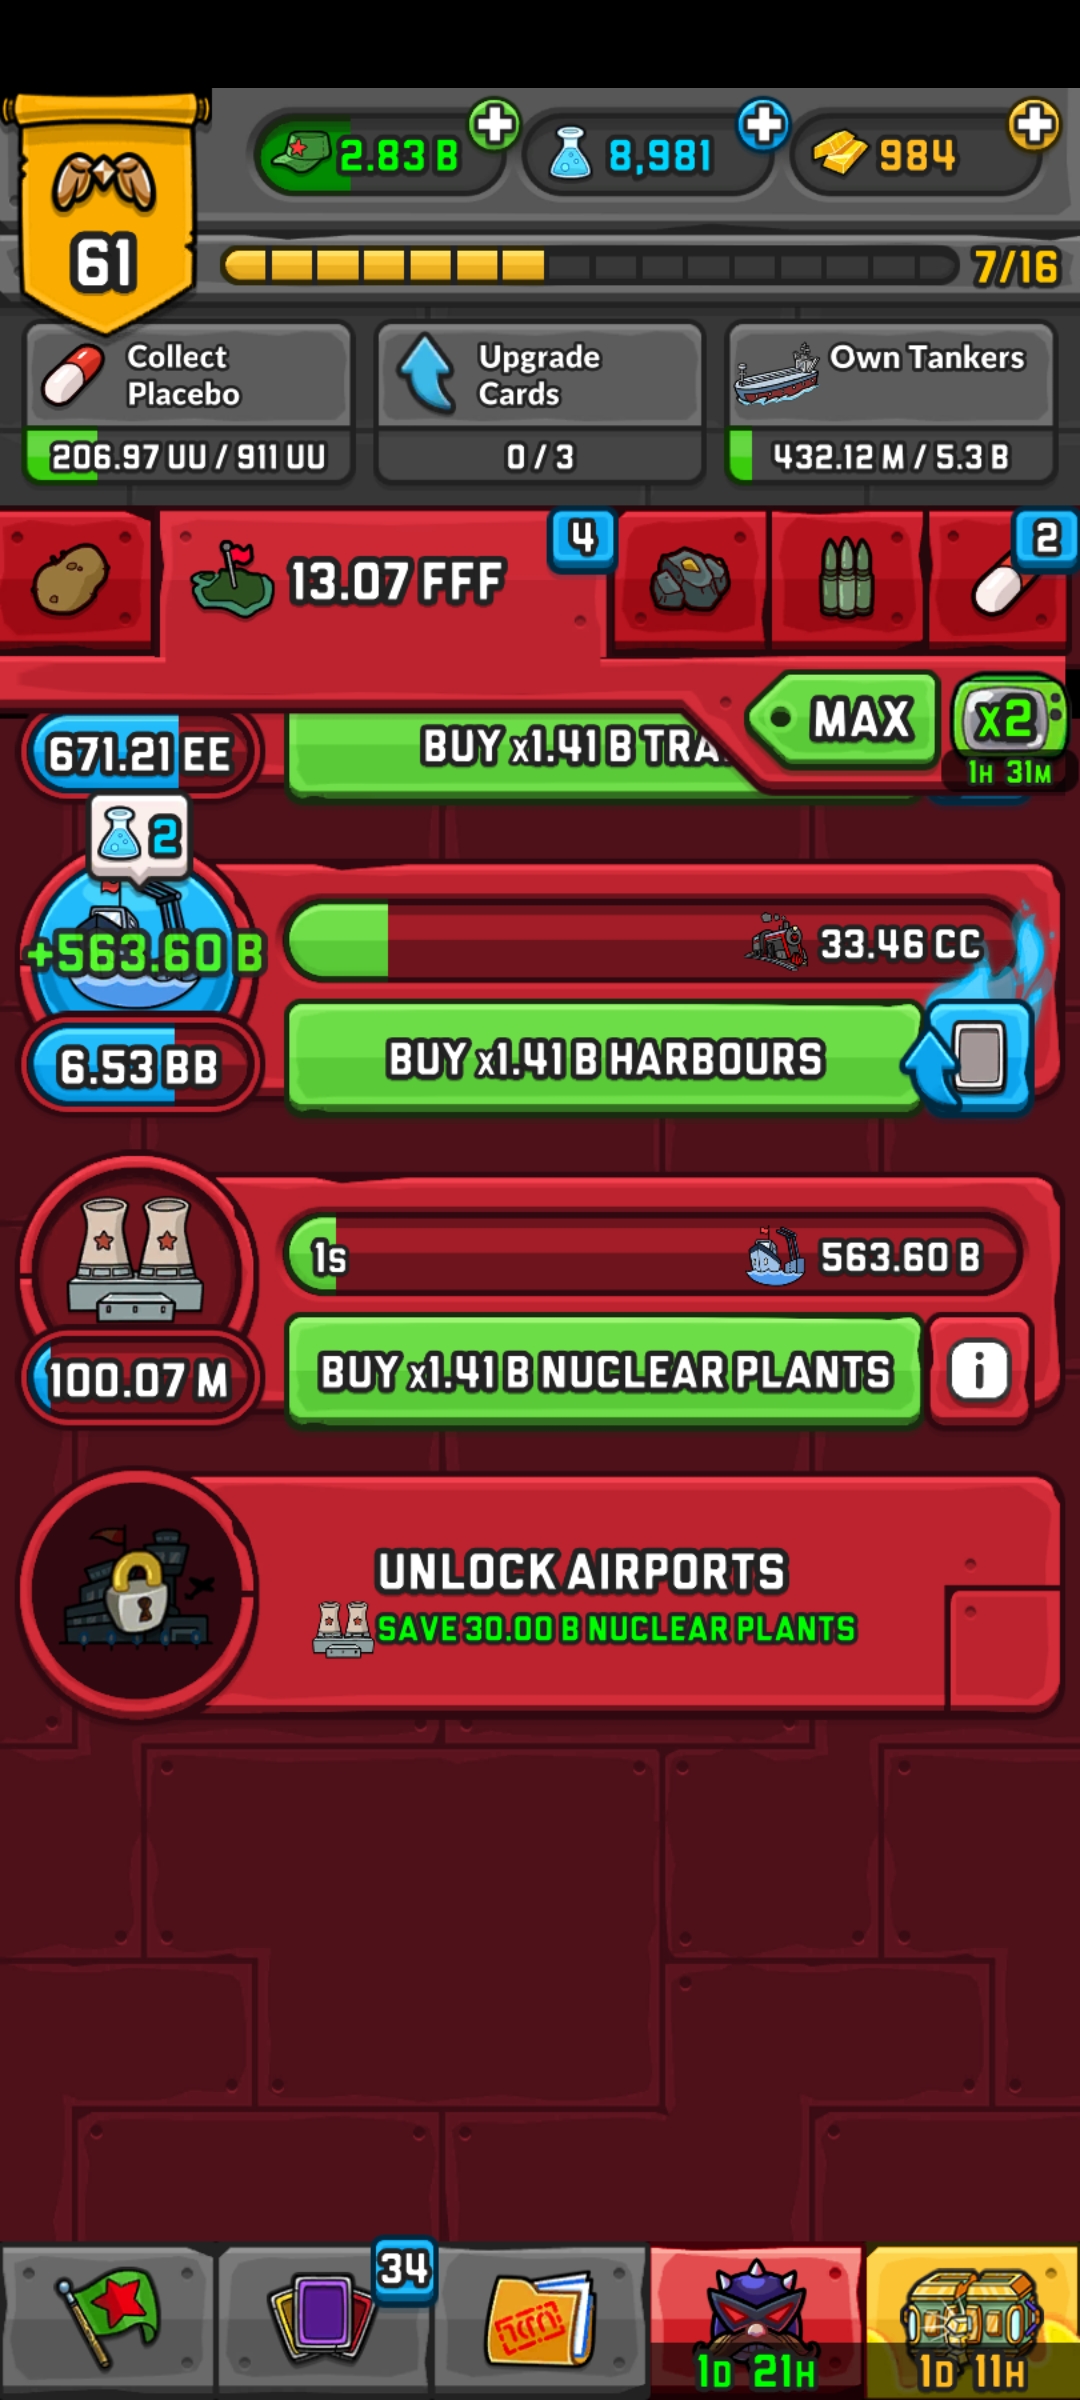 2.83 B
8,981
984
61
7/16
Collect
Placebo
206.97 UU / 911 UU
Upgrade
Cards
0 / 3
Own Tankers
432.12 M / 5.3 B
13.07 FFF
4
2
MAX
x2
1H 31M
671.21 EE
BUY x1.41 B TRA
2
+563.60 B
33.46 CC
6.53 BB
BUY x1.41 B HARBOURS
1s
563.60 B
100.07 M
BUY x1.41 B NUCLEAR PLANTS
i
UNLOCK AIRPORTS
SAVE 30.00 B NUCLEAR PLANTS
34
1D 21H
1D 11H